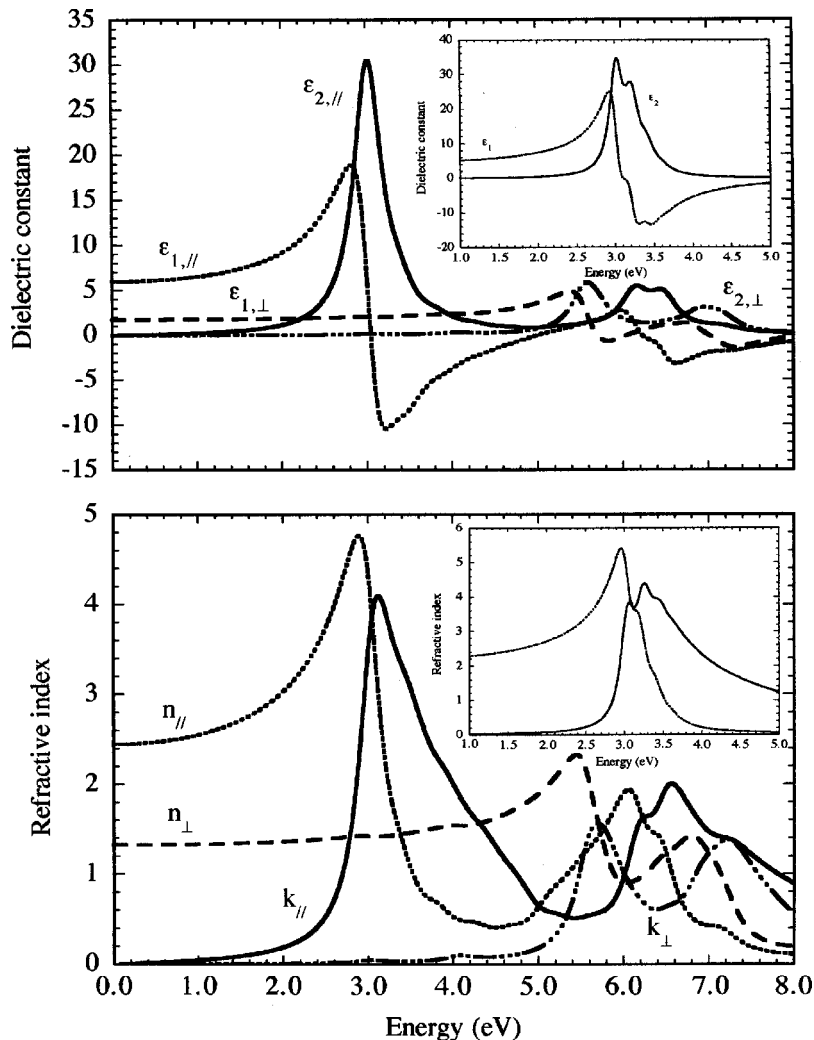 Dielectric constant
35
30
25
20
15
10
5
0
-5
-10
-15
ε2,//
ε1,//
ε1,⊥
ε2,⊥
Dielectric constant
40
30
20
10
0
-10
-20
ε1
ε2
1.0 1.5 2.0 2.5 3.0 3.5 4.0 4.5 5.0
Energy (eV)
Refractive index
5
4
3
2
1
0
n//
n⊥
k//
k⊥
Refractive index
6
5
4
3
2
1
0
1.0 1.5 2.0 2.5 3.0 3.5 4.0 4.5 5.0
Energy (eV)
0.0 1.0 2.0 3.0 4.0 5.0 6.0 7.0 8.0
Energy (eV)